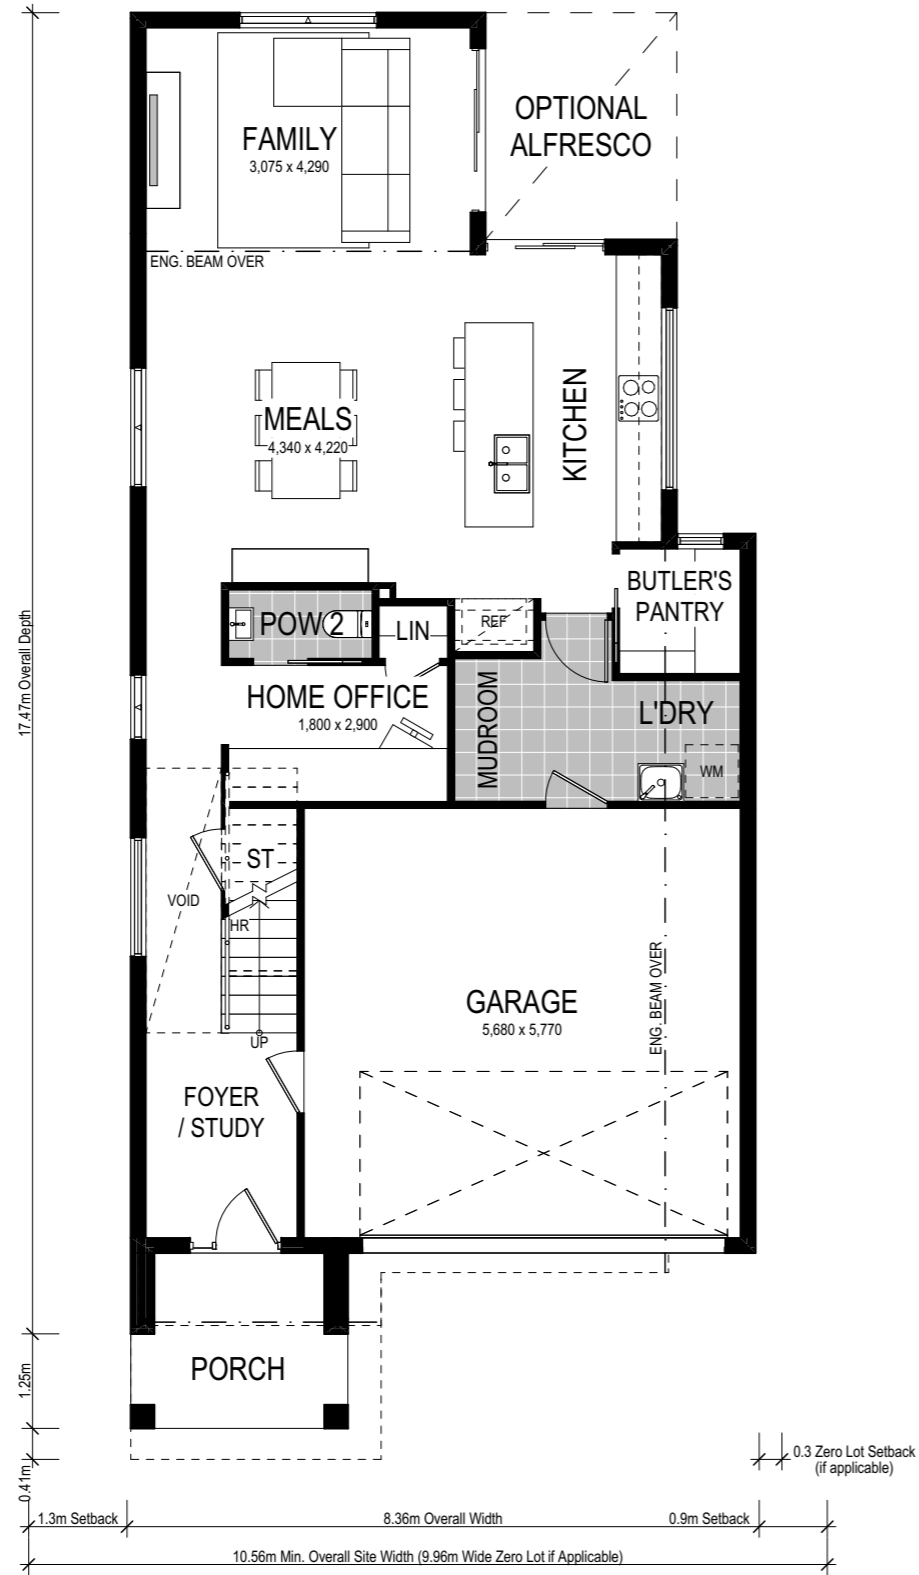 FAMILY
3,075 x 4,290
OPTIONAL
ALFRESCO
ENG. BEAM OVER
MEALS
4,340 x 4,220
KITCHEN
BUTLER'S
PANTRY
POW 2
LIN
REF
HOME OFFICE
1,800 x 2,900
MUDROOM
L'DRY
WM
ST
VOID
HR
UP
GARAGE
5,680 x 5,770
ENG. BEAM OVER
FOYER
/ STUDY
PORCH
17.47m Overall Depth
1.25m
0.41m
0.3 Zero Lot Setback
(if applicable)
1.3m Setback
8.36m Overall Width
0.9m Setback
10.56m Min. Overall Site Width (9.96m Wide Zero Lot if Applicable)